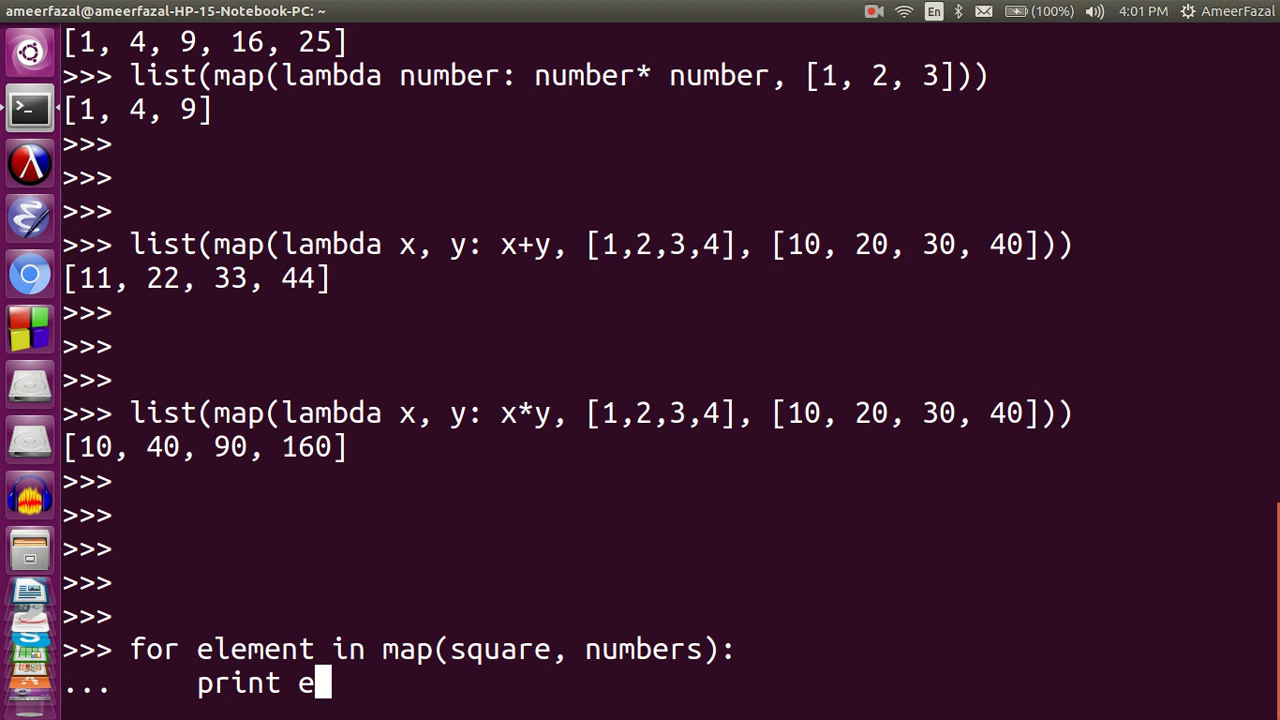 ameerfazal@ameerfazal-HP-15-Notebook-PC: ~
En (100%) 4:01 PM AmeerFazal
[1, 4, 9, 16, 25]
>>> list(map(lambda number: number* number, [1, 2, 3]))
[1, 4, 9]
>>>
>>>
>>>
>>> list(map(lambda x, y: x+y, [1,2,3,4], [10, 20, 30, 40]))
[11, 22, 33, 44]
>>>
>>>
>>>
>>> list(map(lambda x, y: x*y, [1,2,3,4], [10, 20, 30, 40]))
[10, 40, 90, 160]
>>>
>>>
>>>
>>>
>>>
>>> for element in map(square, numbers):
...     print e